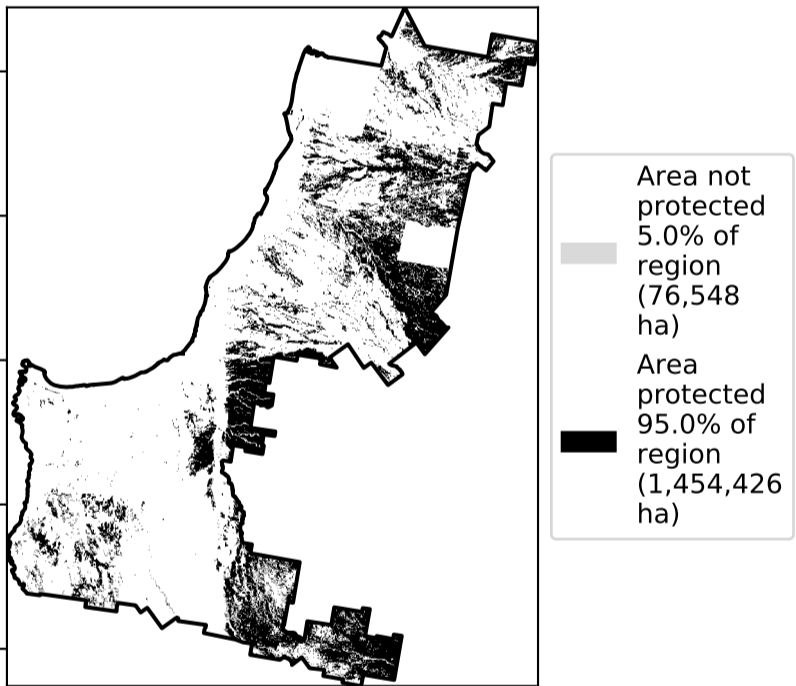 Area not
protected
5.0% of
region
(76,548
ha)
Area
protected
95.0% of
region
(1,454,426
ha)